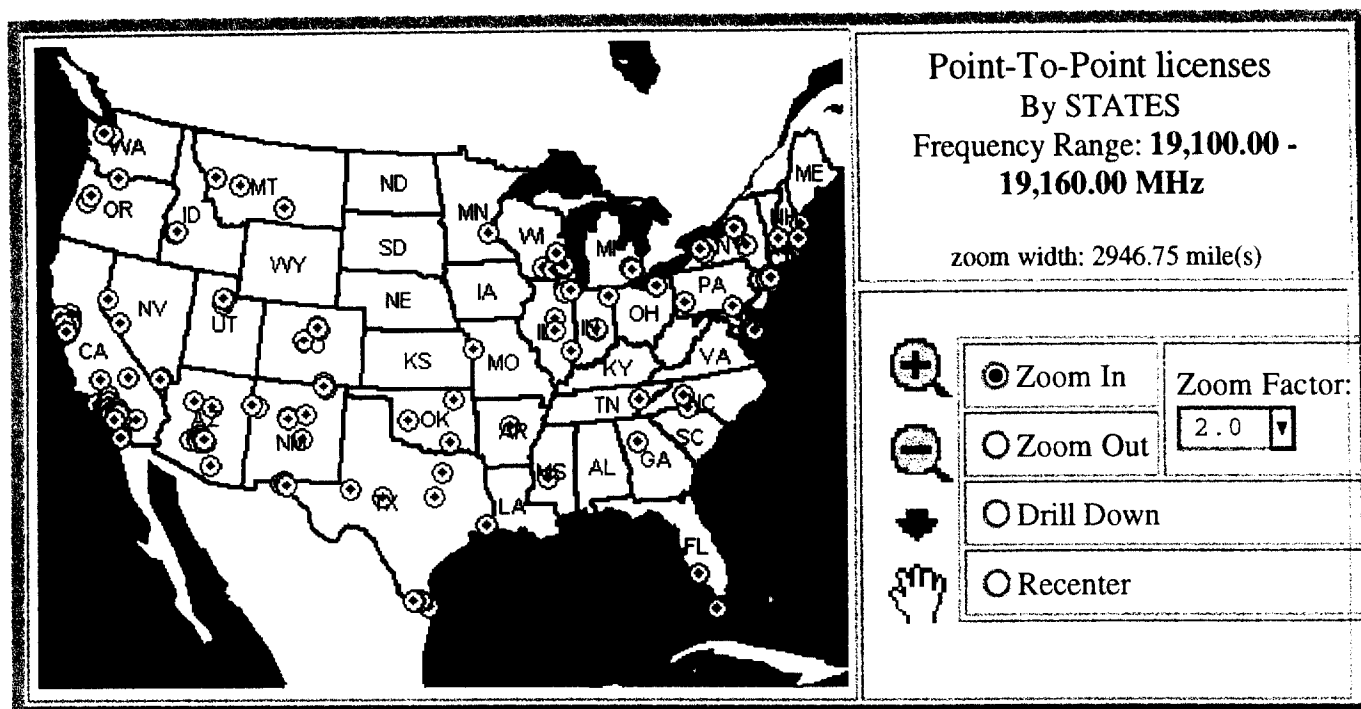 Point-To-Point licenses
By STATES
Frequency Range: 19,100.00 -
19,160.00 MHz
zoom width: 2946.75 mile(s)
WA
MT
ND
MN
ME
OR
ID
SD
WI
MI
NY
NH
WY
IA
PA
NV
UT
NE
IL
IN
OH
CA
KS
MO
KY
VA
AZ
NM
OK
AR
TN
NC
SC
TX
LA
MS
AL
GA
FL
Zoom In
Zoom Out
Drill Down
Recenter
Zoom Factor:
2.0